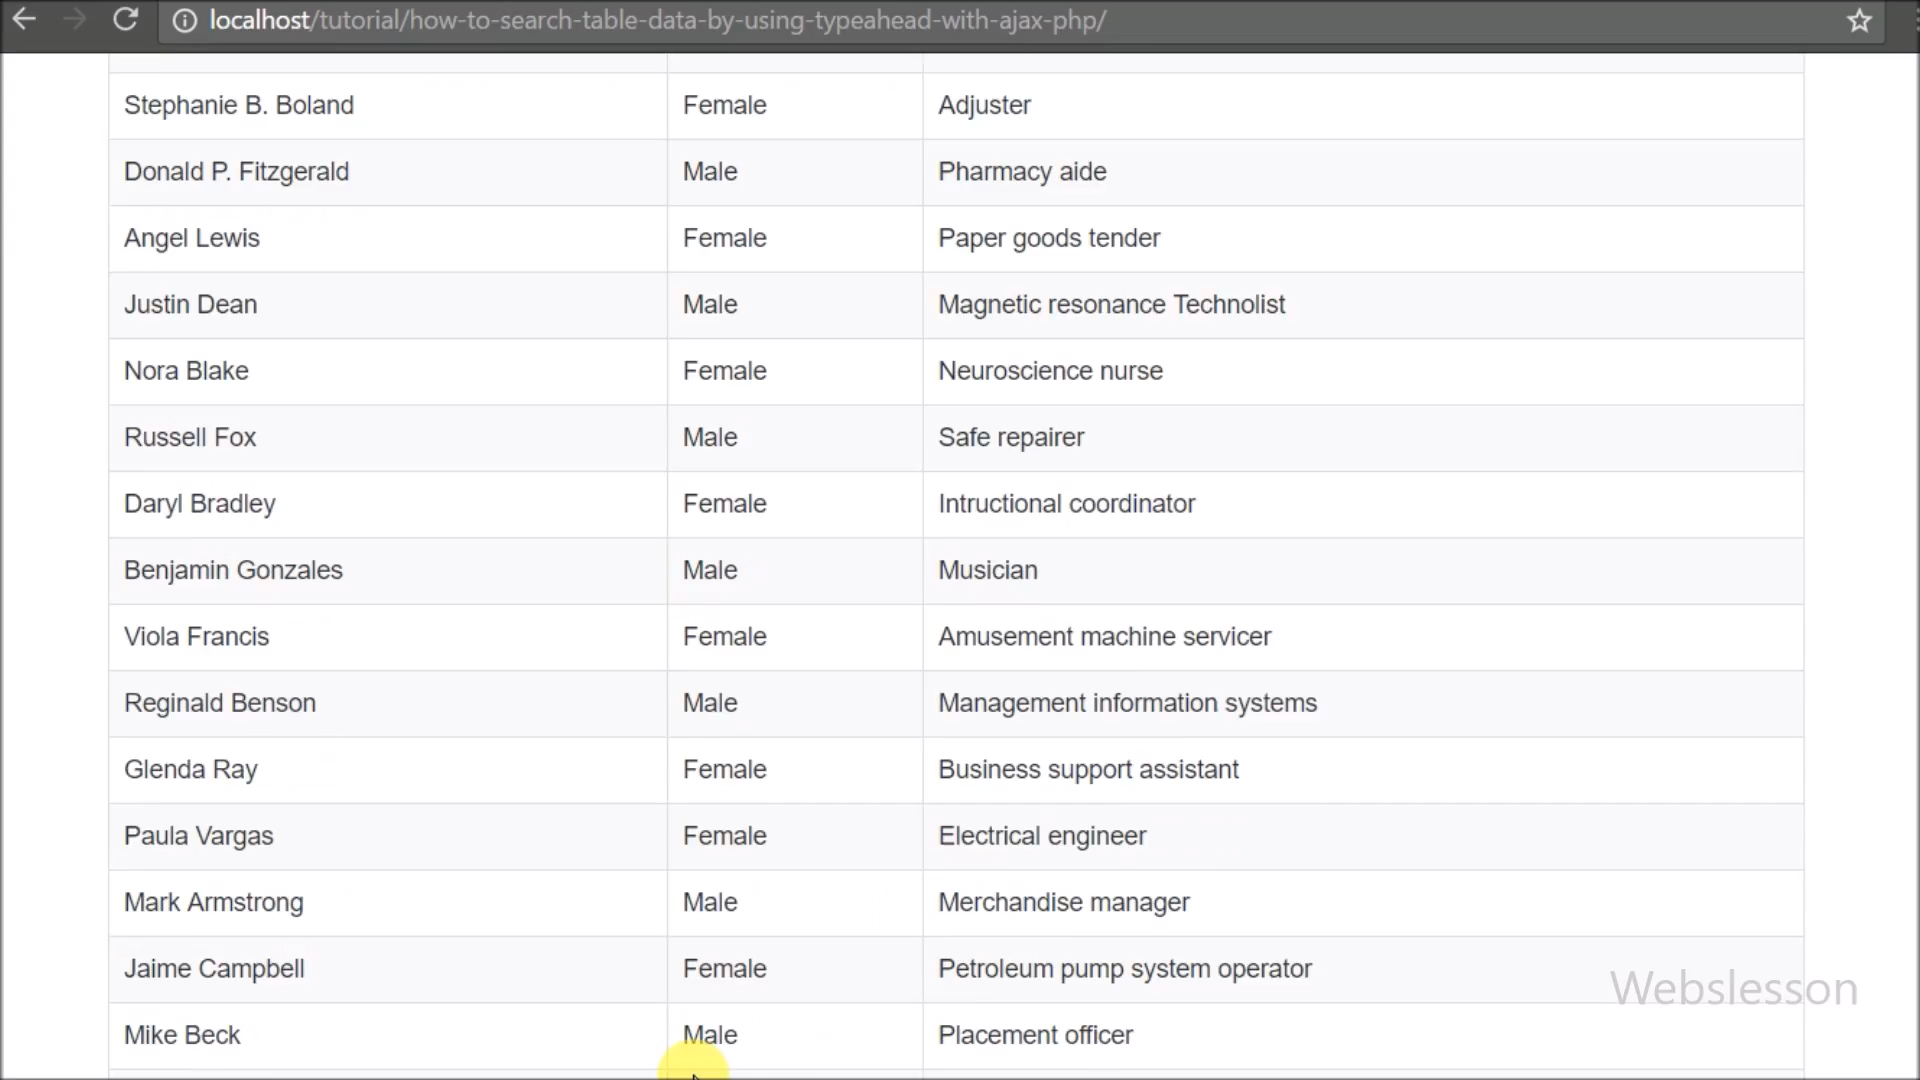 localhost/tutorial/how-to-search-table-data-by-using-typeahead-with-ajax-php/
Stephanie B. Boland Female Adjuster
Donald P. Fitzgerald Male Pharmacy aide
Angel Lewis Female Paper goods tender
Justin Dean Male Magnetic resonance Technolist
Nora Blake Female Neuroscience nurse
Russell Fox Male Safe repairer
Daryl Bradley Female Intructional coordinator
Benjamin Gonzales Male Musician
Viola Francis Female Amusement machine servicer
Reginald Benson Male Management information systems
Glenda Ray Female Business support assistant
Paula Vargas Female Electrical engineer
Mark Armstrong Male Merchandise manager
Jaime Campbell Female Petroleum pump system operator
Webslesson
Mike Beck Male Placement officer